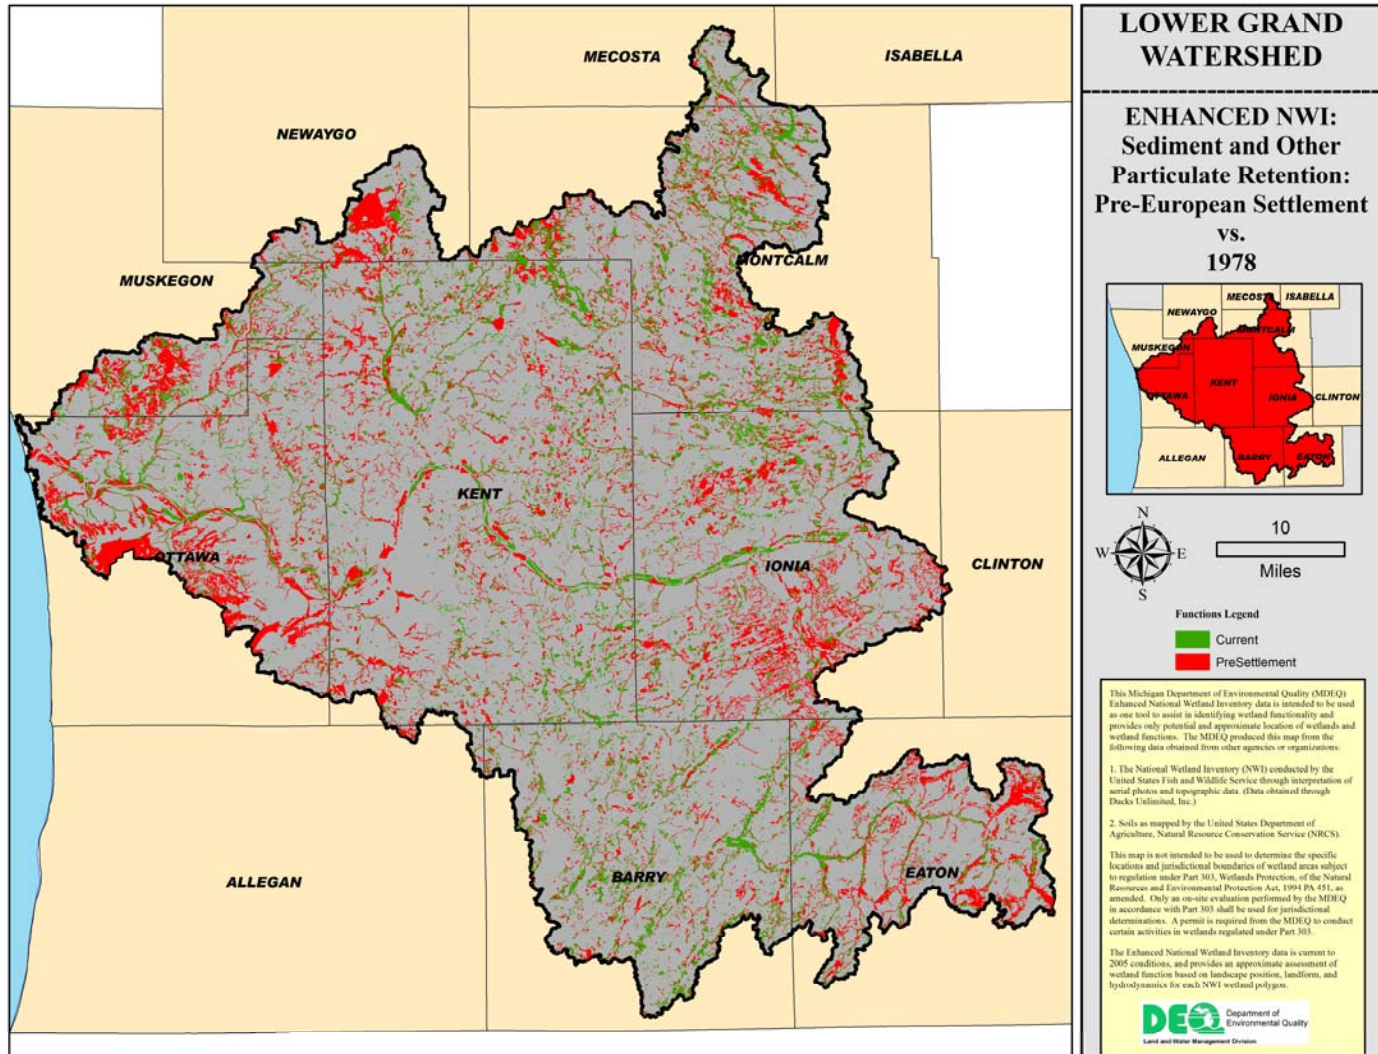 LOWER GRAND
WATERSHED
ENHANCED NWI:
Sediment and Other
Particulate Retention:
Pre-European Settlement
vs.
1978
MECOSTA
ISABELLA
NEWAYGO
MUSKEGON
MONTCALM
KENT
OTTAWA
IONIA
CLINTON
ALLEGAN
BARRY
EATON
MECOSTA
ISABELLA
NEWAYGO
MONTCALM
MUSKEGON
KENT
OTTAWA
IONIA
CLINTON
ALLEGAN
BARRY
EATON
N
W
E
S
10
Miles
Functions Legend
Current
PreSettlement
This Michigan Department of Environmental Quality (MDEQ)
Enhanced National Wetland Inventory data is intended to be used
as one tool to assist in identifying wetland functionality and
provides only potential and approximate location of wetlands and
wetland functions. The MDEQ produced this map from the
following data obtained from other agencies or organizations:
1. The National Wetland Inventory (NWI) conducted by the
United States Fish and Wildlife Service through interpretation of
aerial photos and topographic data. (Data obtained through
Ducks Unlimited, Inc.)
2. Soils as mapped by the United States Department of
Agriculture, Natural Resource Conservation Service (NRCS).
This map is not intended to be used to determine the specific
locations and jurisdictional boundaries of wetland areas subject
to regulation under Part 303, Wetlands Protection, of the Natural
Resources and Environmental Protection Act, 1994 PA 451, as
amended. Only an on-site evaluation performed by the MDEQ
in accordance with Part 303 shall be used for jurisdictional
determinations. A permit is required from the MDEQ to conduct
certain activities in wetlands regulated under Part 303.
The Enhanced National Wetland Inventory data is current to
2005 conditions, and provides an approximate assessment of
wetland function based on landscape position, landform, and
hydrodynamics for each NWI wetland polygon.
DEQ
Department of
Environmental Quality
Land and Water Management Division